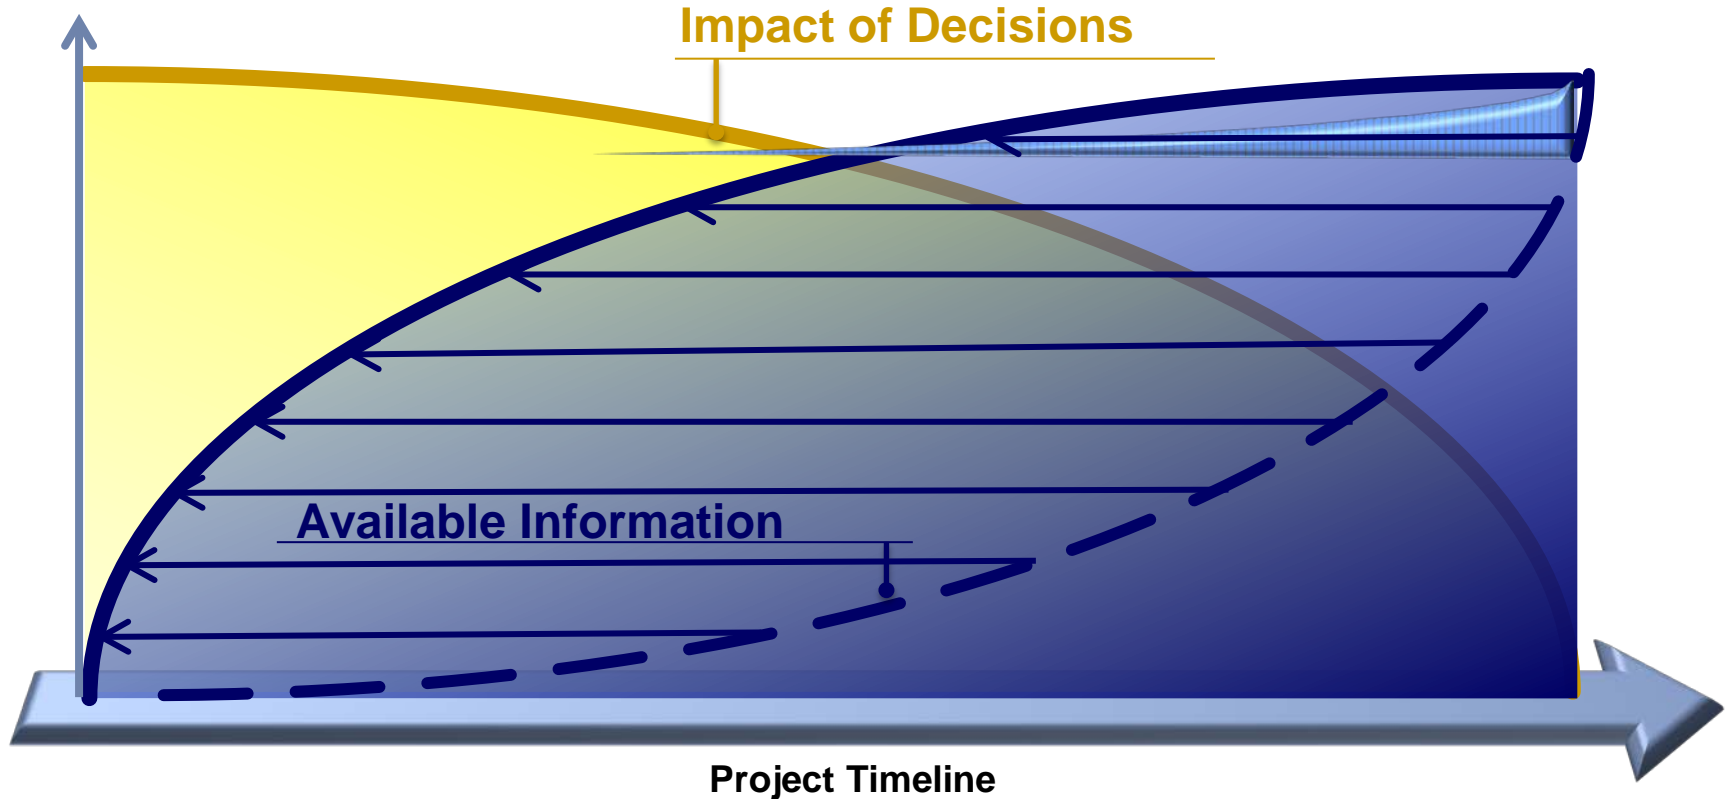 Impact of Decisions
Available Information
Project Timeline